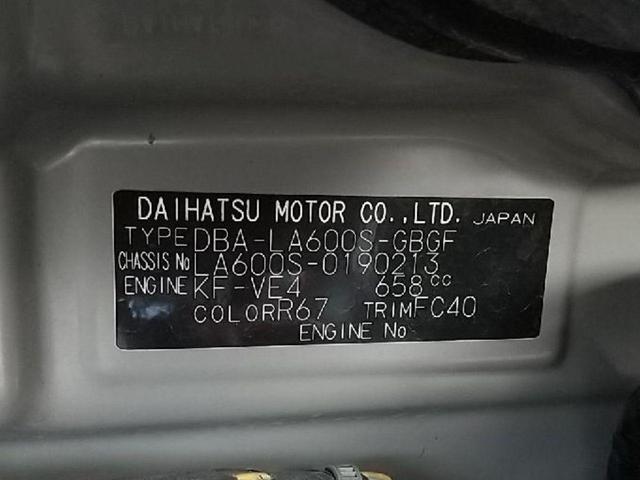 DAIHATSU MOTOR CO.,LTD. JAPAN
TYPE DBA-LA600S-GBGF
CHASSIS No LA600S-0190213
ENGINE KF-VE4 658cc
COLOR R67 TRIM FC40
ENGINE No